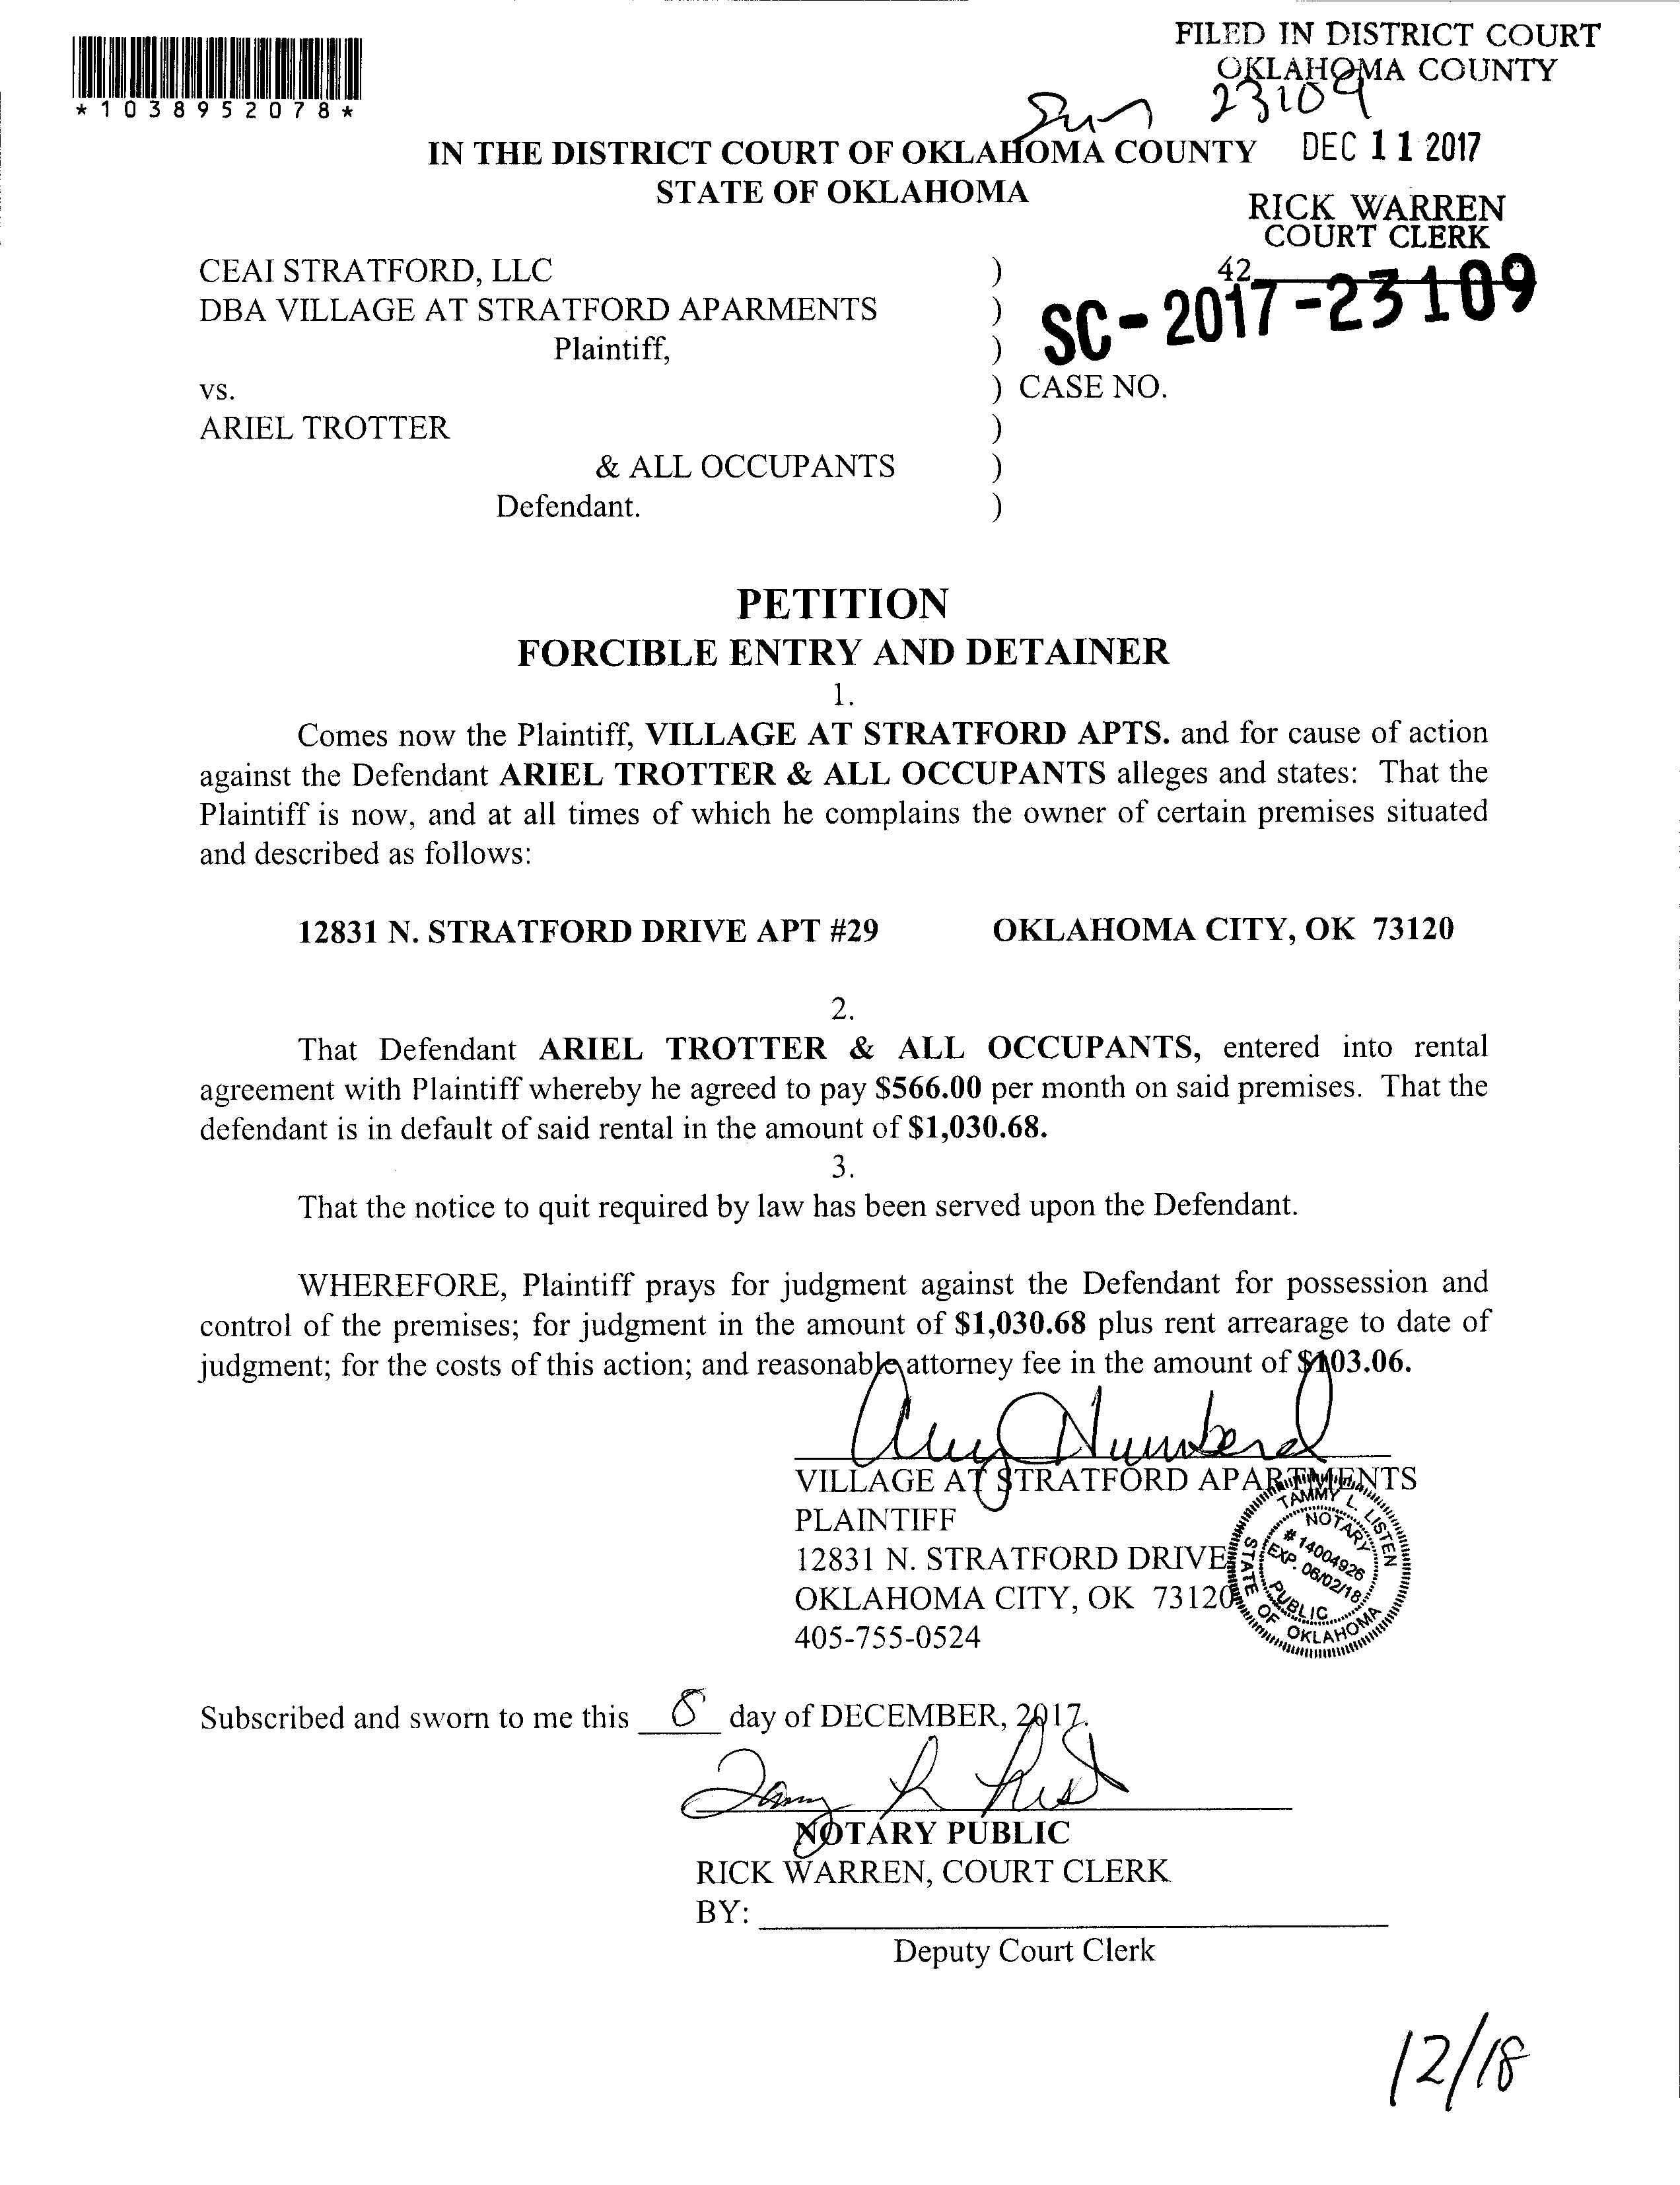 FILED IN DISTRICT COURT
OKLAHOMA COUNTY
*1038952078*
23109
IN THE DISTRICT COURT OF OKLAHOMA COUNTY
DEC 11 2017
STATE OF OKLAHOMA
RICK WARREN
COURT CLERK
42
CEAI STRATFORD, LLC )
DBA VILLAGE AT STRATFORD APARMENTS )
SC-2017-23109
Plaintiff, )
vs. ) CASE NO.
ARIEL TROTTER )
& ALL OCCUPANTS )
Defendant. )
PETITION
FORCIBLE ENTRY AND DETAINER
1.
Comes now the Plaintiff, VILLAGE AT STRATFORD APTS. and for cause of action
against the Defendant ARIEL TROTTER & ALL OCCUPANTS alleges and states: That the
Plaintiff is now, and at all times of which he complains the owner of certain premises situated
and described as follows:
12831 N. STRATFORD DRIVE APT #29 OKLAHOMA CITY, OK 73120
2.
That Defendant ARIEL TROTTER & ALL OCCUPANTS, entered into rental
agreement with Plaintiff whereby he agreed to pay $566.00 per month on said premises. That the
defendant is in default of said rental in the amount of $1,030.68.
3.
That the notice to quit required by law has been served upon the Defendant.
WHEREFORE, Plaintiff prays for judgment against the Defendant for possession and
control of the premises; for judgment in the amount of $1,030.68 plus rent arrearage to date of
judgment; for the costs of this action; and reasonable attorney fee in the amount of $103.06.
VILLAGE AT STRATFORD APARTMENTS
PLAINTIFF
12831 N. STRATFORD DRIVE
OKLAHOMA CITY, OK 73120
405-755-0524
TAMMY L. LISTEN
NOTARY
# 14004926
EXP. 06/02/18
PUBLIC
STATE OF OKLAHOMA
Subscribed and sworn to me this 8 day of DECEMBER, 2017.
NOTARY PUBLIC
RICK WARREN, COURT CLERK
BY:
Deputy Court Clerk
12/18